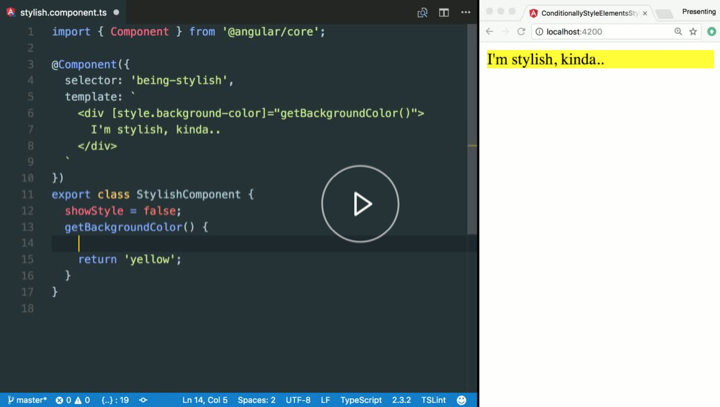 stylish.component.ts
1 import { Component } from '@angular/core';
2
3 @Component({
4 selector: 'being-stylish',
5 template: `
6 <div [style.background-color]="getBackgroundColor()">
7 I'm stylish, kinda..
8 </div>
9 `
10 })
11 export class StylishComponent {
12 showStyle = false;
13 getBackgroundColor() {
14
15 return 'yellow';
16 }
17 }
18
master* 0 0 {..} : 19 Ln 14, Col 5 Spaces: 2 UTF-8 LF TypeScript 2.3.2 TSLint
ConditionallyStyleElementsSty Presenting
localhost:4200
I'm stylish, kinda..